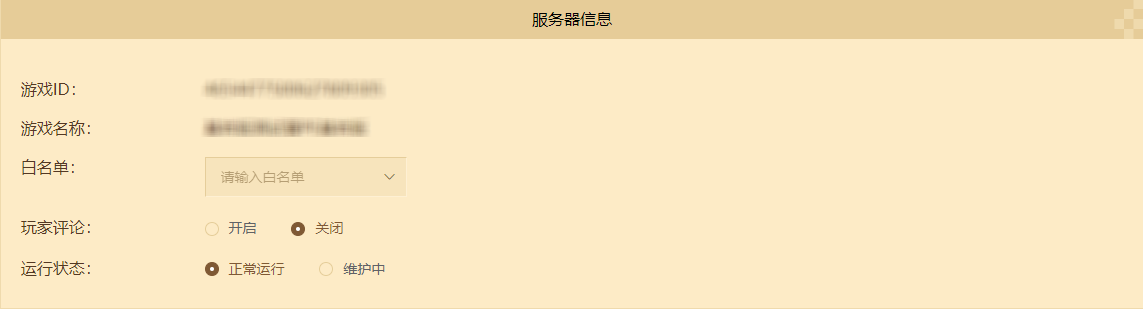 服务器信息
游戏ID：
游戏名称：
白名单： 请输入白名单
玩家评论： 开启 关闭
运行状态： 正常运行 维护中